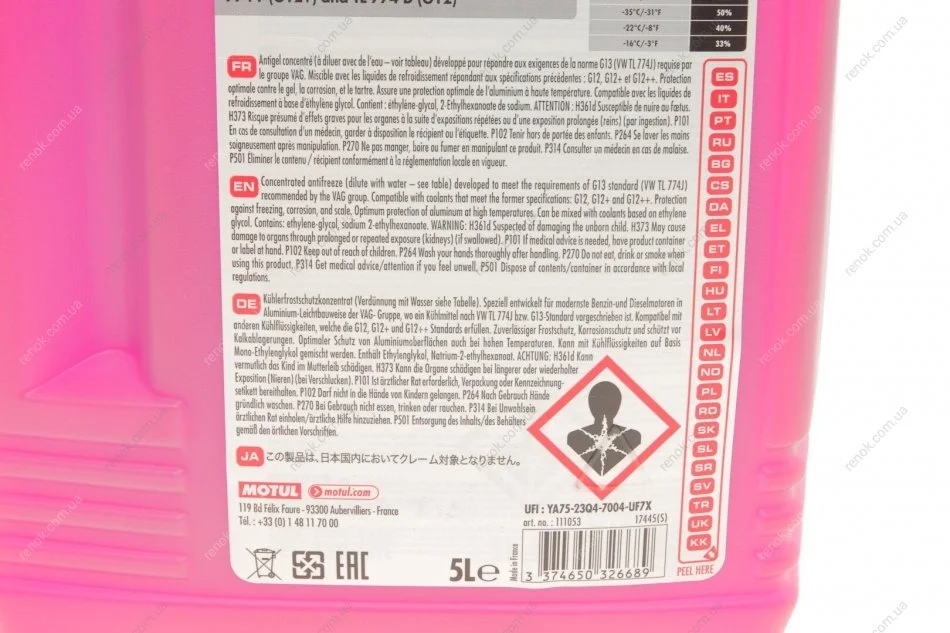 -35°C/-31°F 50%
-22°C/-8°F 40%
-16°C/-3°F 33%
FR Antigel concentré (à diluer avec de l'eau – voir tableau) développé pour répondre aux exigences de la norme G13 (VW TL 774J) requise par
le groupe VAG. Miscible avec les liquides de refroidissement répondant aux spécifications précédentes : G12, G12+ et G12++. Protection
optimale contre le gel, la corrosion, et le tartre. Assure une protection optimale de l'aluminium à haute température. Compatible avec les liquides de
refroidissement à base d'éthylène glycol. Contient : éthylène-glycol, 2-Ethylhexanoate de sodium. ATTENTION : H361d Susceptible de nuire au fœtus.
H373 Risque présumé d'effets graves pour les organes à la suite d'expositions répétées ou d'une exposition prolongée (reins) (par ingestion). P101
En cas de consultation d'un médecin, garder à disposition le récipient ou l'étiquette. P102 Tenir hors de portée des enfants. P264 Se laver les mains
soigneusement après manipulation. P270 Ne pas manger, boire ou fumer en manipulant ce produit. P314 Consulter un médecin en cas de malaise.
P501 Éliminer le contenu / récipient conformément à la réglementation locale en vigueur.
EN Concentrated antifreeze (dilute with water – see table) developed to meet the requirements of G13 standard (VW TL 774J)
recommended by the VAG group. Compatible with coolants that meet the former specifications: G12, G12+ and G12++. Protection
against freezing, corrosion, and scale. Optimum protection of aluminum at high temperatures. Can be mixed with coolants based on ethylene
glycol. Contains: ethylene-glycol, sodium 2-ethylhexanoate. WARNING: H361d Suspected of damaging the unborn child. H373 May cause
damage to organs through prolonged or repeated exposure (kidneys) (if swallowed). P101 If medical advice is needed, have product container
or label at hand. P102 Keep out of reach of children. P264 Wash your hands thoroughly after handling. P270 Do not eat, drink or smoke when
using this product. P314 Get medical advice/attention if you feel unwell. P501 Dispose of contents/container in accordance with local
regulations.
DE Kühlerfrostschutzkonzentrat (Verdünnung mit Wasser siehe Tabelle). Speziell entwickelt für modernste Benzin-und Dieselmotoren in
Aluminium-Leichtbauweise der VAG- Gruppe, wo ein Kühlmittel nach VW TL 774J bzw. G13-Standard vorgeschrieben ist. Kompatibel mit
anderen Kühlflüssigkeiten, welche die G12, G12+ und G12++ Standards erfüllen. Zuverlässiger Frostschutz, Korrosionsschutz und schützt vor
Kalkablagerungen. Optimaler Schutz von Aluminiumoberflächen auch bei hohen Temperaturen. Kann mit Kühlflüssigkeiten auf Basis
Mono-Ethylenglykol gemischt werden. Enthält Ethylenglykol, Natrium-2-ethylhexanoat. ACHTUNG: H361d Kann
vermutlich das Kind im Mutterleib schädigen. H373 Kann die Organe schädigen bei längerer oder wiederholter
Exposition (Nieren) (bei Verschlucken). P101 Ist ärztlicher Rat erforderlich, Verpackung oder Kennzeichnung-
setikett bereithalten. P102 Darf nicht in die Hände von Kindern gelangen. P264 Nach Gebrauch Hände
gründlich waschen. P270 Bei Gebrauch nicht essen, trinken oder rauchen. P314 Bei Unwohlsein
ärztlichen Rat einholen/ärztliche Hilfe hinzuziehen. P501 Entsorgung des Inhalts/des Behälters
gemäß den örtlichen Vorschriften.
JA この製品は、日本国内においてクレーム対象となりません。
MOTUL motul.com
119 Bd Félix Faure - 93300 Aubervilliers - France
Tél. : +33 (0) 1 48 11 70 00
EAC
5L e
UFI : YA75-23Q4-7004-UF7X
art. no. : 111053 17445(S)
Made in France
3 374650 326689
ES
IT
PT
RU
BG
CS
DA
EL
ET
FI
HU
LT
LV
NL
NO
PL
RO
SK
SL
SR
SV
TR
UK
KK
PEEL HERE
renok.com.ua